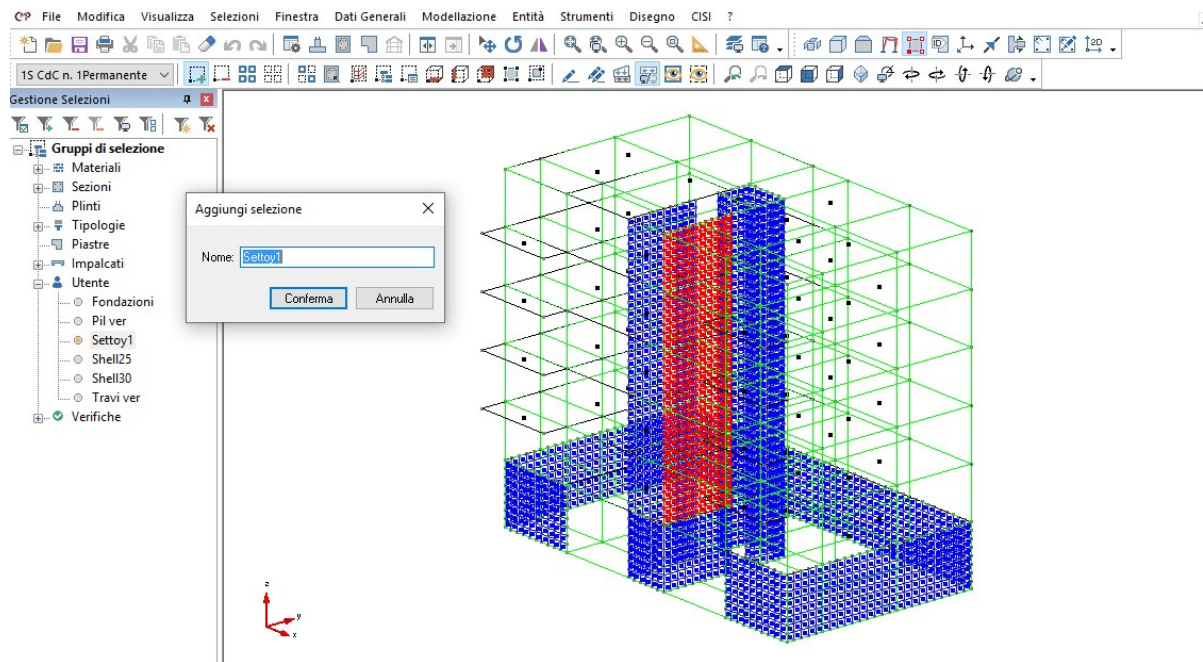 File Modifica Visualizza Selezioni Finestra Dati Generali Modellazione Entità Strumenti Disegno CISI ?
2D
1S CdC n. 1Permanente
Gestione Selezioni
Gruppi di selezione
Materiali
Sezioni
Plinti
Tipologie
Piastre
Impalcati
Utente
Fondazioni
Pil ver
Settoy1
Shell25
Shell30
Travi ver
Verifiche
Aggiungi selezione
Nome: Settoy1
Conferma Annulla
z
y
x